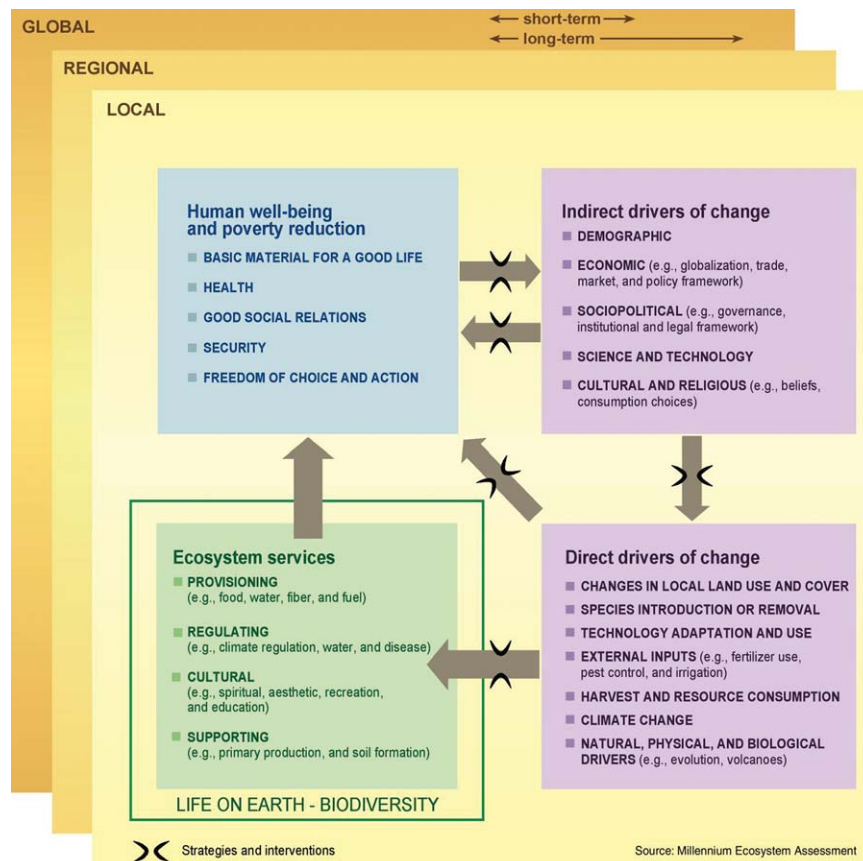 GLOBAL
short-term
long-term
REGIONAL
LOCAL
Human well-being
and poverty reduction
BASIC MATERIAL FOR A GOOD LIFE
HEALTH
GOOD SOCIAL RELATIONS
SECURITY
FREEDOM OF CHOICE AND ACTION
Indirect drivers of change
DEMOGRAPHIC
ECONOMIC (e.g., globalization, trade,
market, and policy framework)
SOCIOPOLITICAL (e.g., governance,
institutional and legal framework)
SCIENCE AND TECHNOLOGY
CULTURAL AND RELIGIOUS (e.g., beliefs,
consumption choices)
Ecosystem services
PROVISIONING
(e.g., food, water, fiber, and fuel)
REGULATING
(e.g., climate regulation, water, and disease)
CULTURAL
(e.g., spiritual, aesthetic, recreation,
and education)
SUPPORTING
(e.g., primary production, and soil formation)
LIFE ON EARTH - BIODIVERSITY
Direct drivers of change
CHANGES IN LOCAL LAND USE AND COVER
SPECIES INTRODUCTION OR REMOVAL
TECHNOLOGY ADAPTATION AND USE
EXTERNAL INPUTS (e.g., fertilizer use,
pest control, and irrigation)
HARVEST AND RESOURCE CONSUMPTION
CLIMATE CHANGE
NATURAL, PHYSICAL, AND BIOLOGICAL
DRIVERS (e.g., evolution, volcanoes)
Strategies and interventions
Source: Millennium Ecosystem Assessment